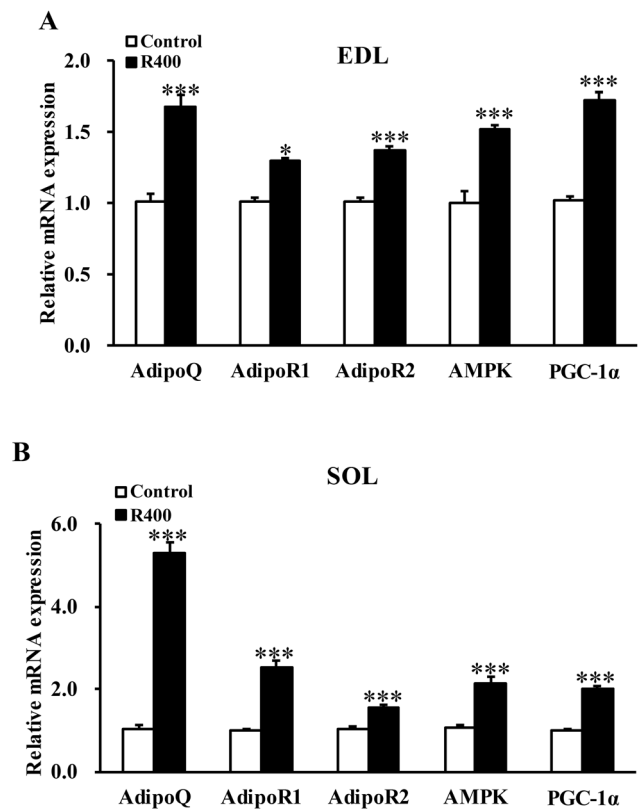 A
Control
R400
EDL
Relative mRNA expression
2.0
1.5
1.0
0.5
0.0
***
*
***
***
***
AdipoQ AdipoR1 AdipoR2 AMPK PGC-1α
B
Control
R400
SOL
Relative mRNA expression
6.0
4.0
2.0
0.0
***
***
***
***
***
AdipoQ AdipoR1 AdipoR2 AMPK PGC-1α